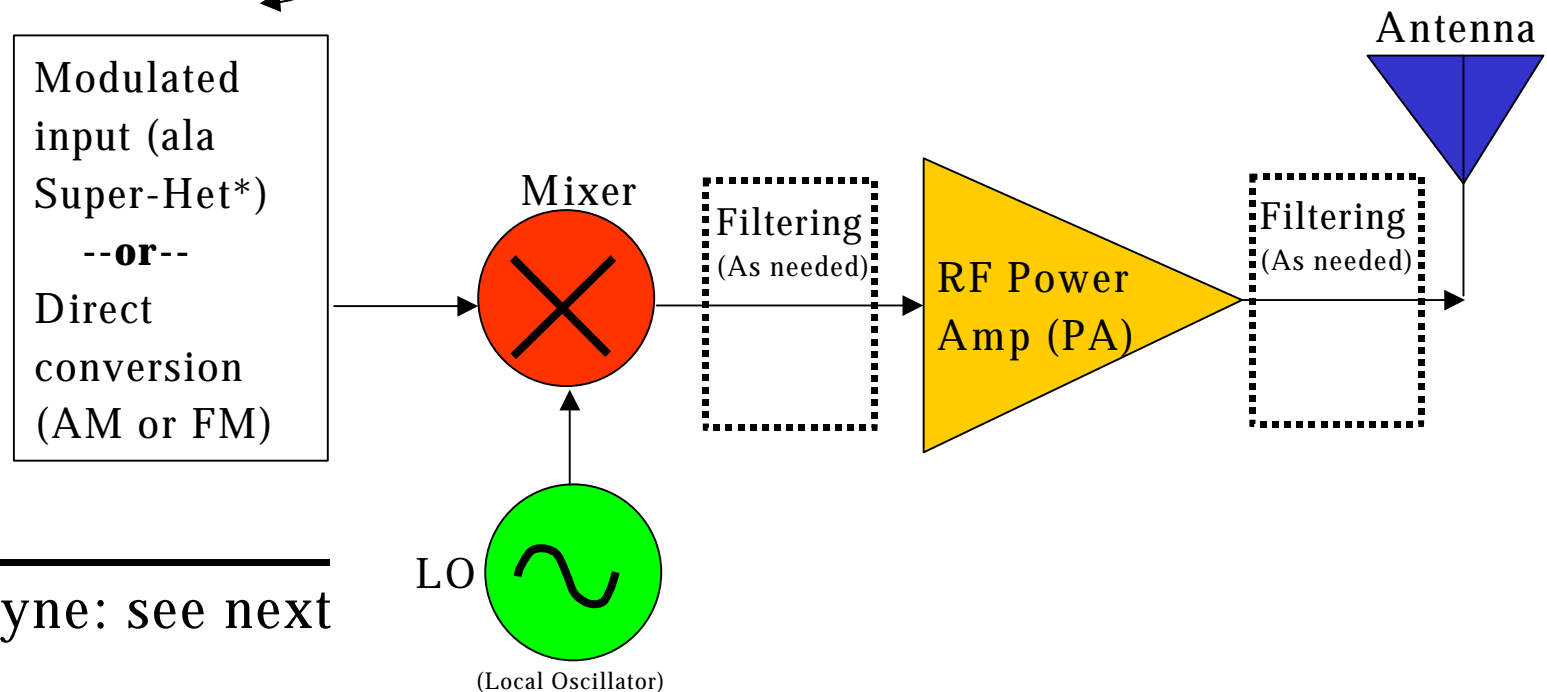 Antenna
Modulated
input (ala
Super-Het*)
--or--
Direct
conversion
(AM or FM)
Mixer
Filtering
(As needed)
RF Power
Amp (PA)
Filtering
(As needed)
LO
(Local Oscillator)
yne: see next